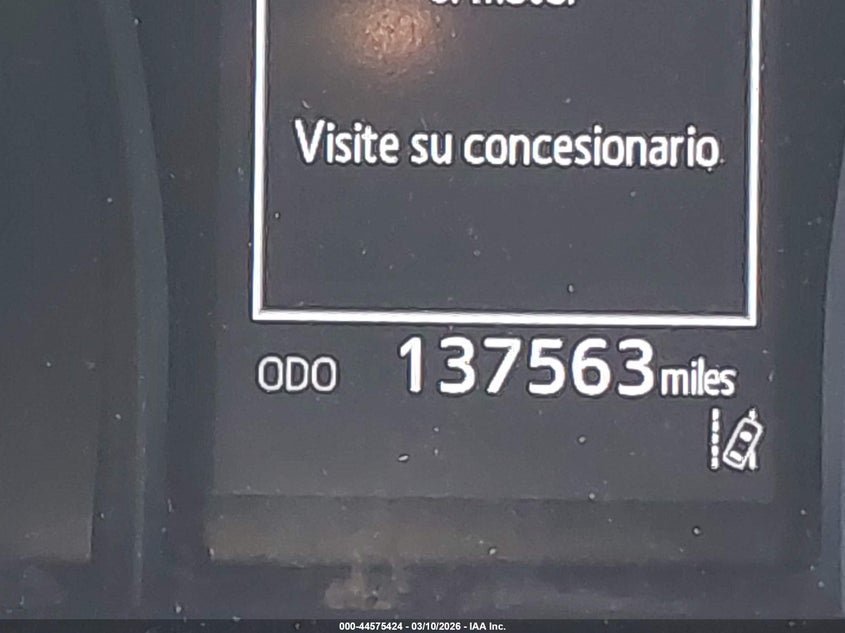 Visite su concesionario
ODO 137563 miles
000-44575424 - 03/10/2026 - IAA Inc.